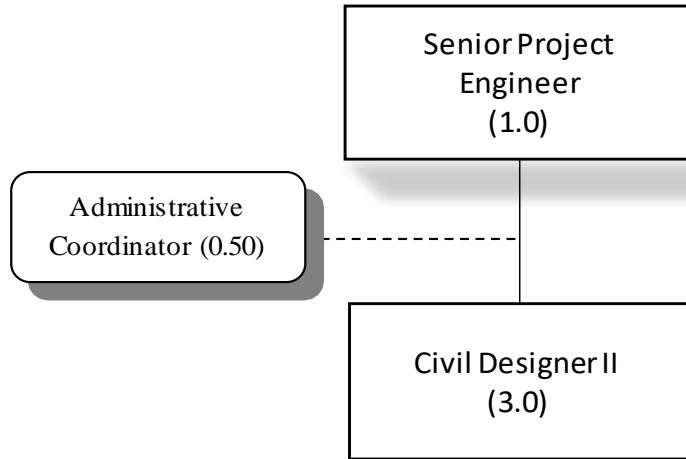 Senior Project
Engineer
(1.0)
Administrative
Coordinator (0.50)
Civil Designer II
(3.0)